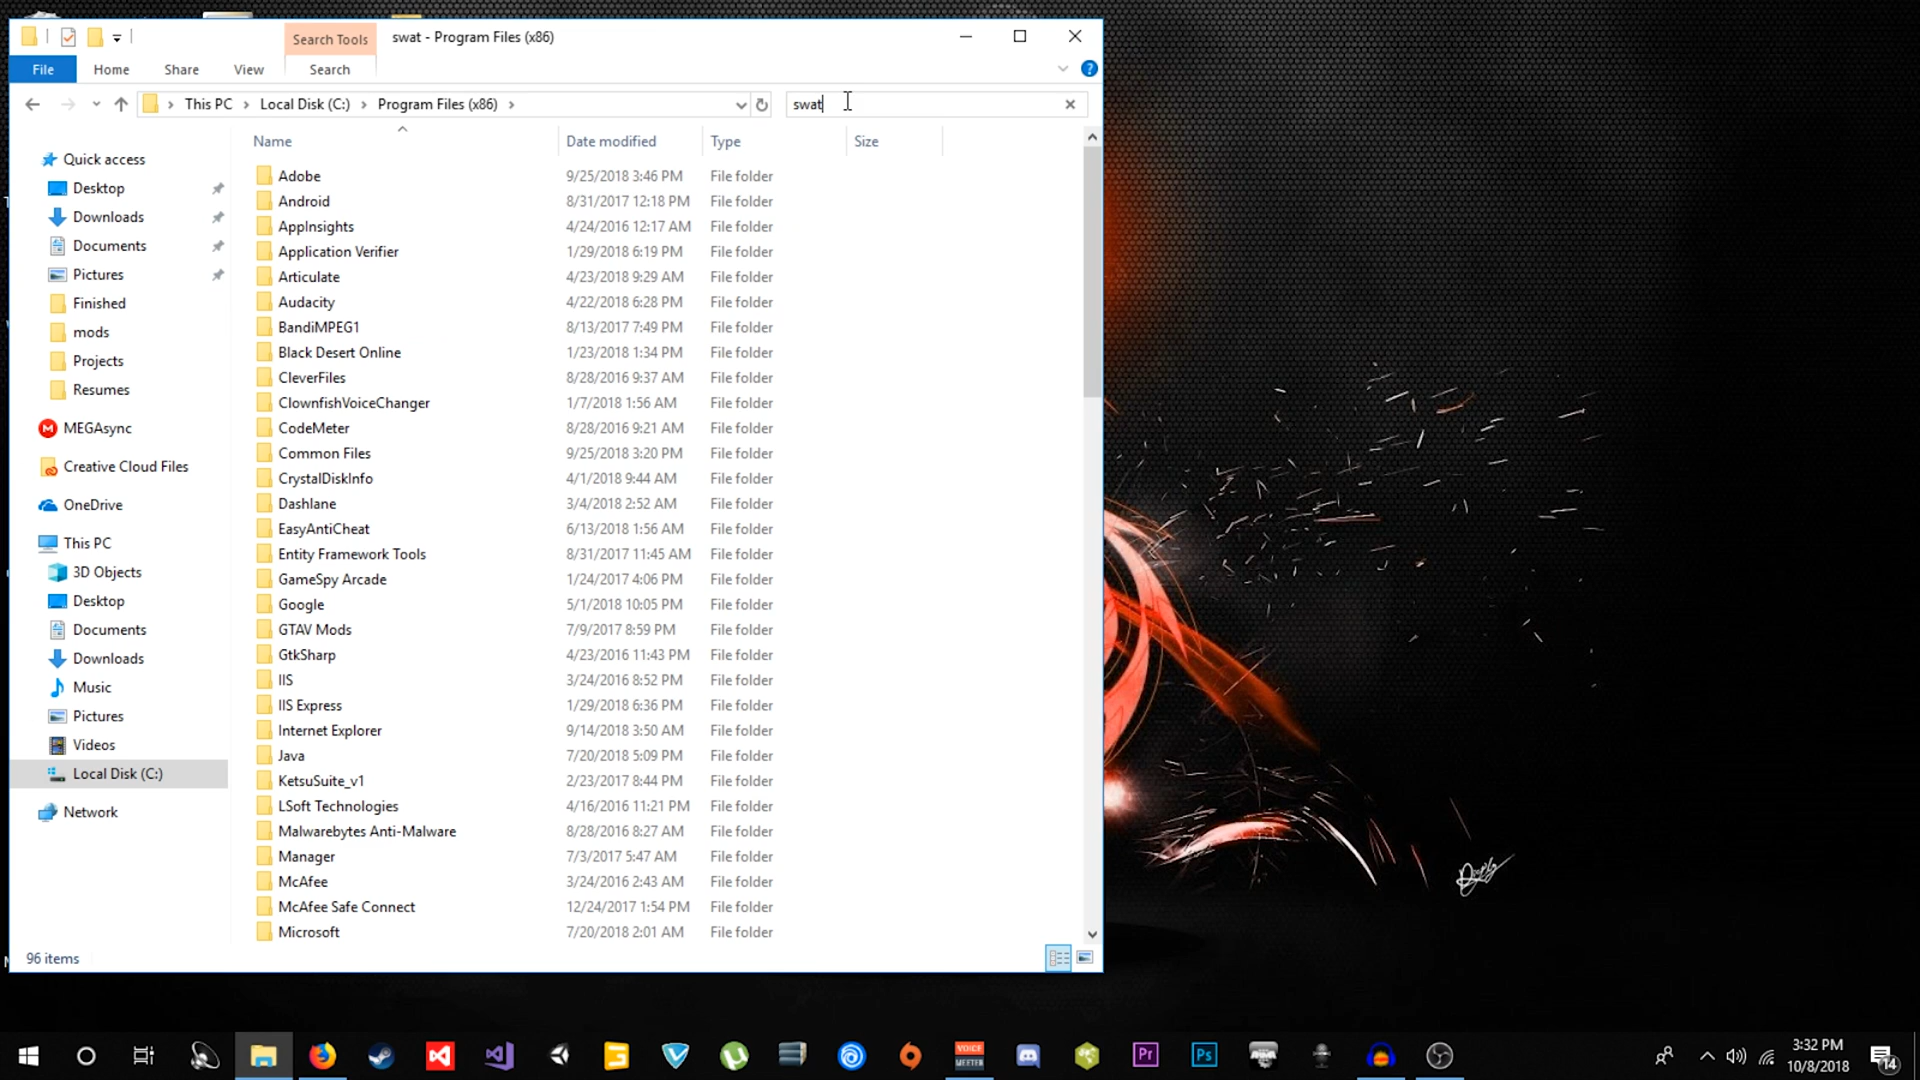 Search Tools
swat - Program Files (x86)
File
Home
Share
View
Search
This PC
Local Disk (C:)
Program Files (x86)
swat
Name
Date modified
Type
Size
Quick access
Desktop
Downloads
Documents
Pictures
Finished
mods
Projects
Resumes
MEGAsync
Creative Cloud Files
OneDrive
This PC
3D Objects
Desktop
Documents
Downloads
Music
Pictures
Videos
Local Disk (C:)
Network
Adobe 9/25/2018 3:46 PM File folder
Android 8/31/2017 12:18 PM File folder
AppInsights 4/24/2016 12:17 AM File folder
Application Verifier 1/29/2018 6:19 PM File folder
Articulate 4/23/2018 9:29 AM File folder
Audacity 4/22/2018 6:28 PM File folder
BandiMPEG1 8/13/2017 7:49 PM File folder
Black Desert Online 1/23/2018 1:34 PM File folder
CleverFiles 8/28/2016 9:37 AM File folder
ClownfishVoiceChanger 1/7/2018 1:56 AM File folder
CodeMeter 8/28/2016 9:21 AM File folder
Common Files 9/25/2018 3:20 PM File folder
CrystalDiskInfo 4/1/2018 9:44 AM File folder
Dashlane 3/4/2018 2:52 AM File folder
EasyAntiCheat 6/13/2018 1:56 AM File folder
Entity Framework Tools 8/31/2017 11:45 AM File folder
GameSpy Arcade 1/24/2017 4:06 PM File folder
Google 5/1/2018 10:05 PM File folder
GTAV Mods 7/9/2017 8:59 PM File folder
GtkSharp 4/23/2016 11:43 PM File folder
IIS 3/24/2016 8:52 PM File folder
IIS Express 1/29/2018 6:36 PM File folder
Internet Explorer 9/14/2018 3:50 AM File folder
Java 7/20/2018 5:09 PM File folder
KetsuSuite_v1 2/23/2017 8:44 PM File folder
LSoft Technologies 4/16/2016 11:21 PM File folder
Malwarebytes Anti-Malware 8/28/2016 8:27 AM File folder
Manager 7/3/2017 5:47 AM File folder
McAfee 3/24/2016 2:43 AM File folder
McAfee Safe Connect 12/24/2017 1:54 PM File folder
Microsoft 7/20/2018 2:01 AM File folder
96 items
VOICE
MEETER
Pr
Ps
3:32 PM
10/8/2018
14